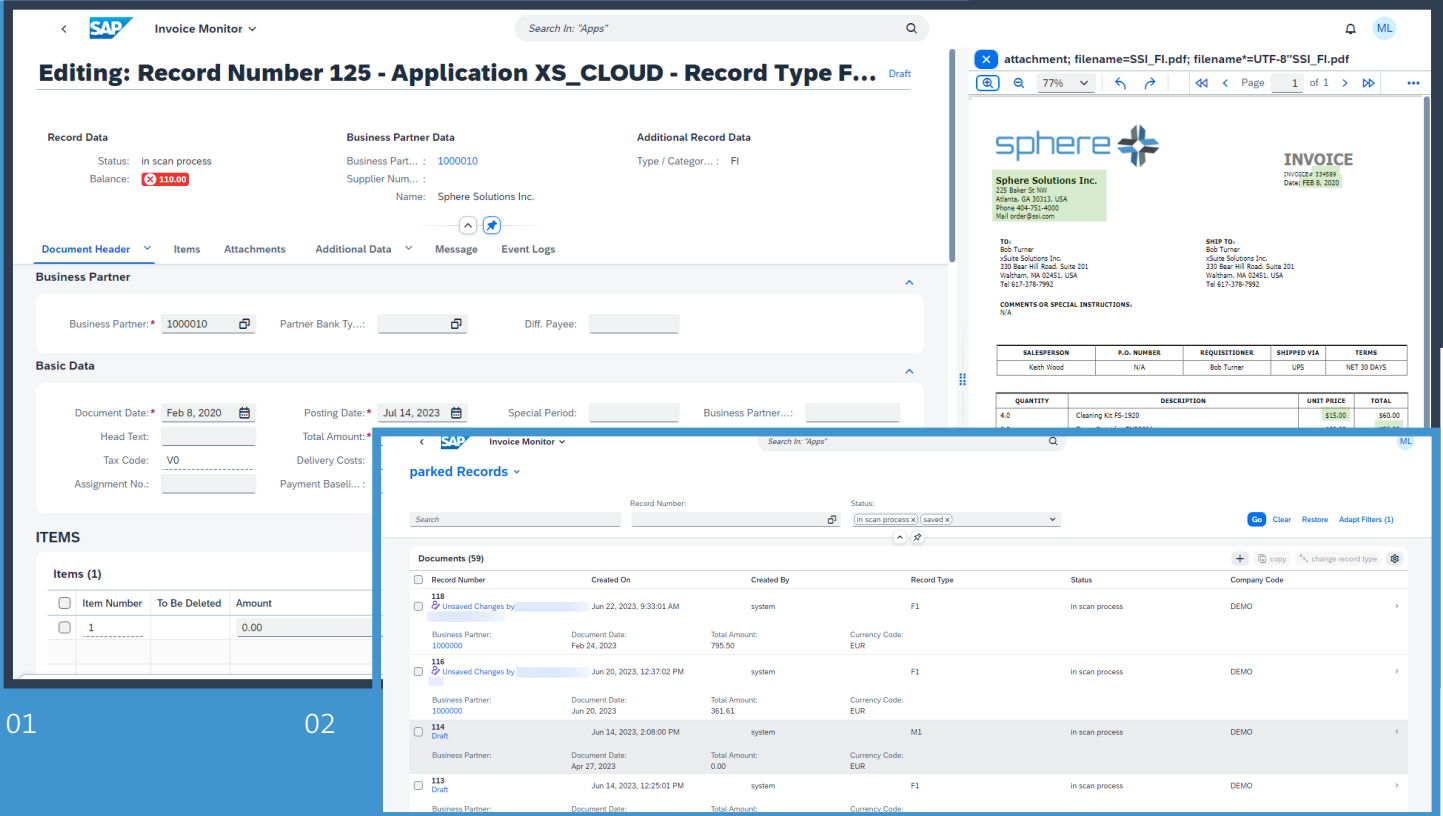 SAP Invoice Monitor Search In: "Apps" ML
Editing: Record Number 125 - Application XS_CLOUD - Record Type F... Draft
Record Data Business Partner Data Additional Record Data
Status: in scan process Business Part... : 1000010 Type / Categor... : FI
Balance: 110.00 Supplier Num... :
Name: Sphere Solutions Inc.
Document Header Items Attachments Additional Data Message Event Logs
Business Partner
Business Partner:* 1000010 Partner Bank Ty...: Diff. Payee:
Basic Data
Document Date:* Feb 8, 2020 Posting Date:* Jul 14, 2023 Special Period: Business Partner...:
Head Text: Total Amount:*
Tax Code: V0 Delivery Costs:
Assignment No.: Payment Baseli... :
ITEMS
Items (1)
Item Number To Be Deleted Amount
1 0.00
attachment; filename=SSI_FI.pdf; filename*=UTF-8''SSI_FI.pdf
77% Page 1 of 1
sphere
INVOICE
INVOICE# 334589
Date: FEB 8, 2020
Sphere Solutions Inc.
225 Baker St NW
Atlanta, GA 30313, USA
Phone 404-751-4000
Mail order@ssi.com
TO:
Bob Turner
xSuite Solutions Inc.
330 Bear Hill Road, Suite 201
Waltham, MA 02451, USA
Tel 617-378-7992
SHIP TO:
Bob Turner
xSuite Solutions Inc.
330 Bear Hill Road, Suite 201
Waltham, MA 02451, USA
Tel 617-378-7992
COMMENTS OR SPECIAL INSTRUCTIONS:
N/A
SALESPERSON P.O. NUMBER REQUISITIONER SHIPPED VIA TERMS
Keith Wood N/A Bob Turner UPS NET 30 DAYS
QUANTITY DESCRIPTION UNIT PRICE TOTAL
4.0 Cleaning Kit FS-1920 $15.00 $60.00
SAP Invoice Monitor Search In: "Apps" ML
parked Records
Record Number: Status:
Search in scan process x saved x Go Clear Restore Adapt Filters (1)
Documents (59) copy change record type
Record Number Created On Created By Record Type Status Company Code
118
Unsaved Changes by Jun 22, 2023, 9:33:01 AM system F1 in scan process DEMO
Business Partner: Document Date: Total Amount: Currency Code:
1000000 Feb 24, 2023 795.50 EUR
116
Unsaved Changes by Jun 20, 2023, 12:37:02 PM system F1 in scan process DEMO
Business Partner: Document Date: Total Amount: Currency Code:
1000000 Jun 20, 2023 361.61 EUR
114
Draft Jun 14, 2023, 2:08:00 PM system M1 in scan process DEMO
Business Partner: Document Date: Total Amount: Currency Code:
Apr 27, 2023 0.00 EUR
113
Draft Jun 14, 2023, 12:25:01 PM system F1 in scan process DEMO
Business Partner: Document Date: Total Amount: Currency Code:
01 02